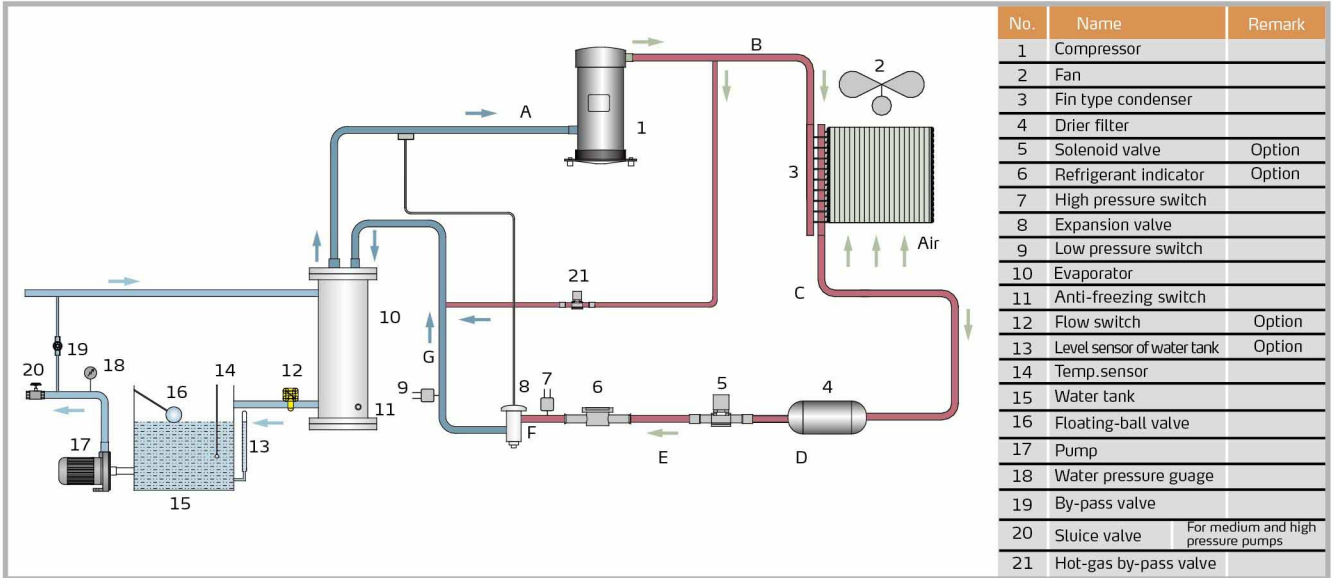 A
B
1
2
3
Air
C
21
10
G
19
18
20
16
14
12
9
8
7
6
5
4
11
F
E
D
17
13
15
No. Name Remark
1 Compressor
2 Fan
3 Fin type condenser
4 Drier filter
5 Solenoid valve Option
6 Refrigerant indicator Option
7 High pressure switch
8 Expansion valve
9 Low pressure switch
10 Evaporator
11 Anti-freezing switch
12 Flow switch Option
13 Level sensor of water tank Option
14 Temp.sensor
15 Water tank
16 Floating-ball valve
17 Pump
18 Water pressure guage
19 By-pass valve
20 Sluice valve For medium and high
pressure pumps
21 Hot-gas by-pass valve